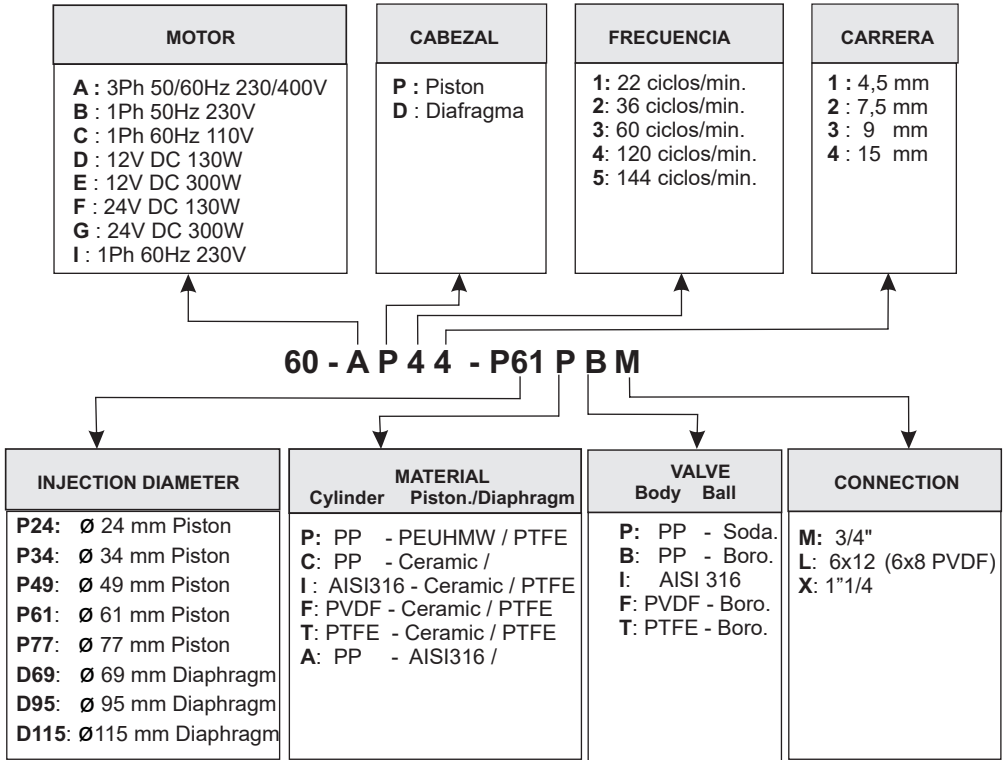 MOTOR
A : 3Ph 50/60Hz 230/400V
B : 1Ph 50Hz 230V
C : 1Ph 60Hz 110V
D : 12V DC 130W
E : 12V DC 300W
F : 24V DC 130W
G : 24V DC 300W
I : 1Ph 60Hz 230V
CABEZAL
P : Piston
D : Diafragma
FRECUENCIA
1: 22 ciclos/min.
2: 36 ciclos/min.
3: 60 ciclos/min.
4: 120 ciclos/min.
5: 144 ciclos/min.
CARRERA
1 : 4,5 mm
2 : 7,5 mm
3 : 9 mm
4 : 15 mm
60 - A P 4 4 - P61 P B M
INJECTION DIAMETER
P24: Ø 24 mm Piston
P34: Ø 34 mm Piston
P49: Ø 49 mm Piston
P61: Ø 61 mm Piston
P77: Ø 77 mm Piston
D69: Ø 69 mm Diaphragm
D95: Ø 95 mm Diaphragm
D115: Ø115 mm Diaphragm
MATERIAL
Cylinder Piston./Diaphragm
P: PP - PEUHMW / PTFE
C: PP - Ceramic /
I : AISI316 - Ceramic / PTFE
F: PVDF - Ceramic / PTFE
T: PTFE - Ceramic / PTFE
A: PP - AISI316 /
VALVE
Body Ball
P: PP - Soda.
B: PP - Boro.
I: AISI 316
F: PVDF - Boro.
T: PTFE - Boro.
CONNECTION
M: 3/4"
L: 6x12 (6x8 PVDF)
X: 1"1/4